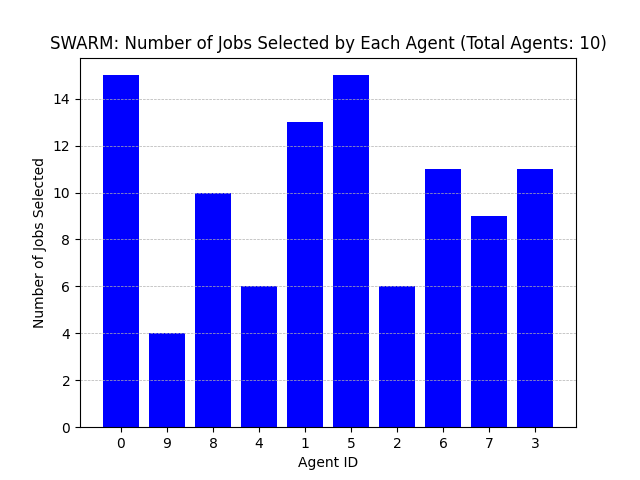 SWARM: Number of Jobs Selected by Each Agent (Total Agents: 10)
Number of Jobs Selected
14
12
10
8
6
4
2
0
0 9 8 4 1 5 2 6 7 3
Agent ID